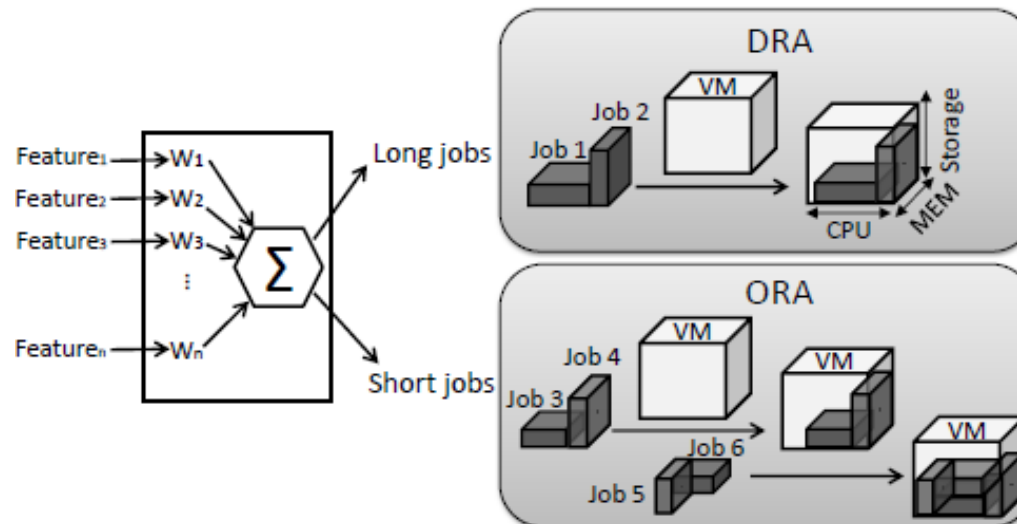 Feature₁
W₁
Feature₂
W₂
Feature₃
W₃
⋮
Featureₙ
Wₙ
Σ
Long jobs
Short jobs
DRA
Job 1
Job 2
VM
Storage
MEM
CPU
ORA
Job 3
Job 4
VM
VM
Job 5
Job 6
VM